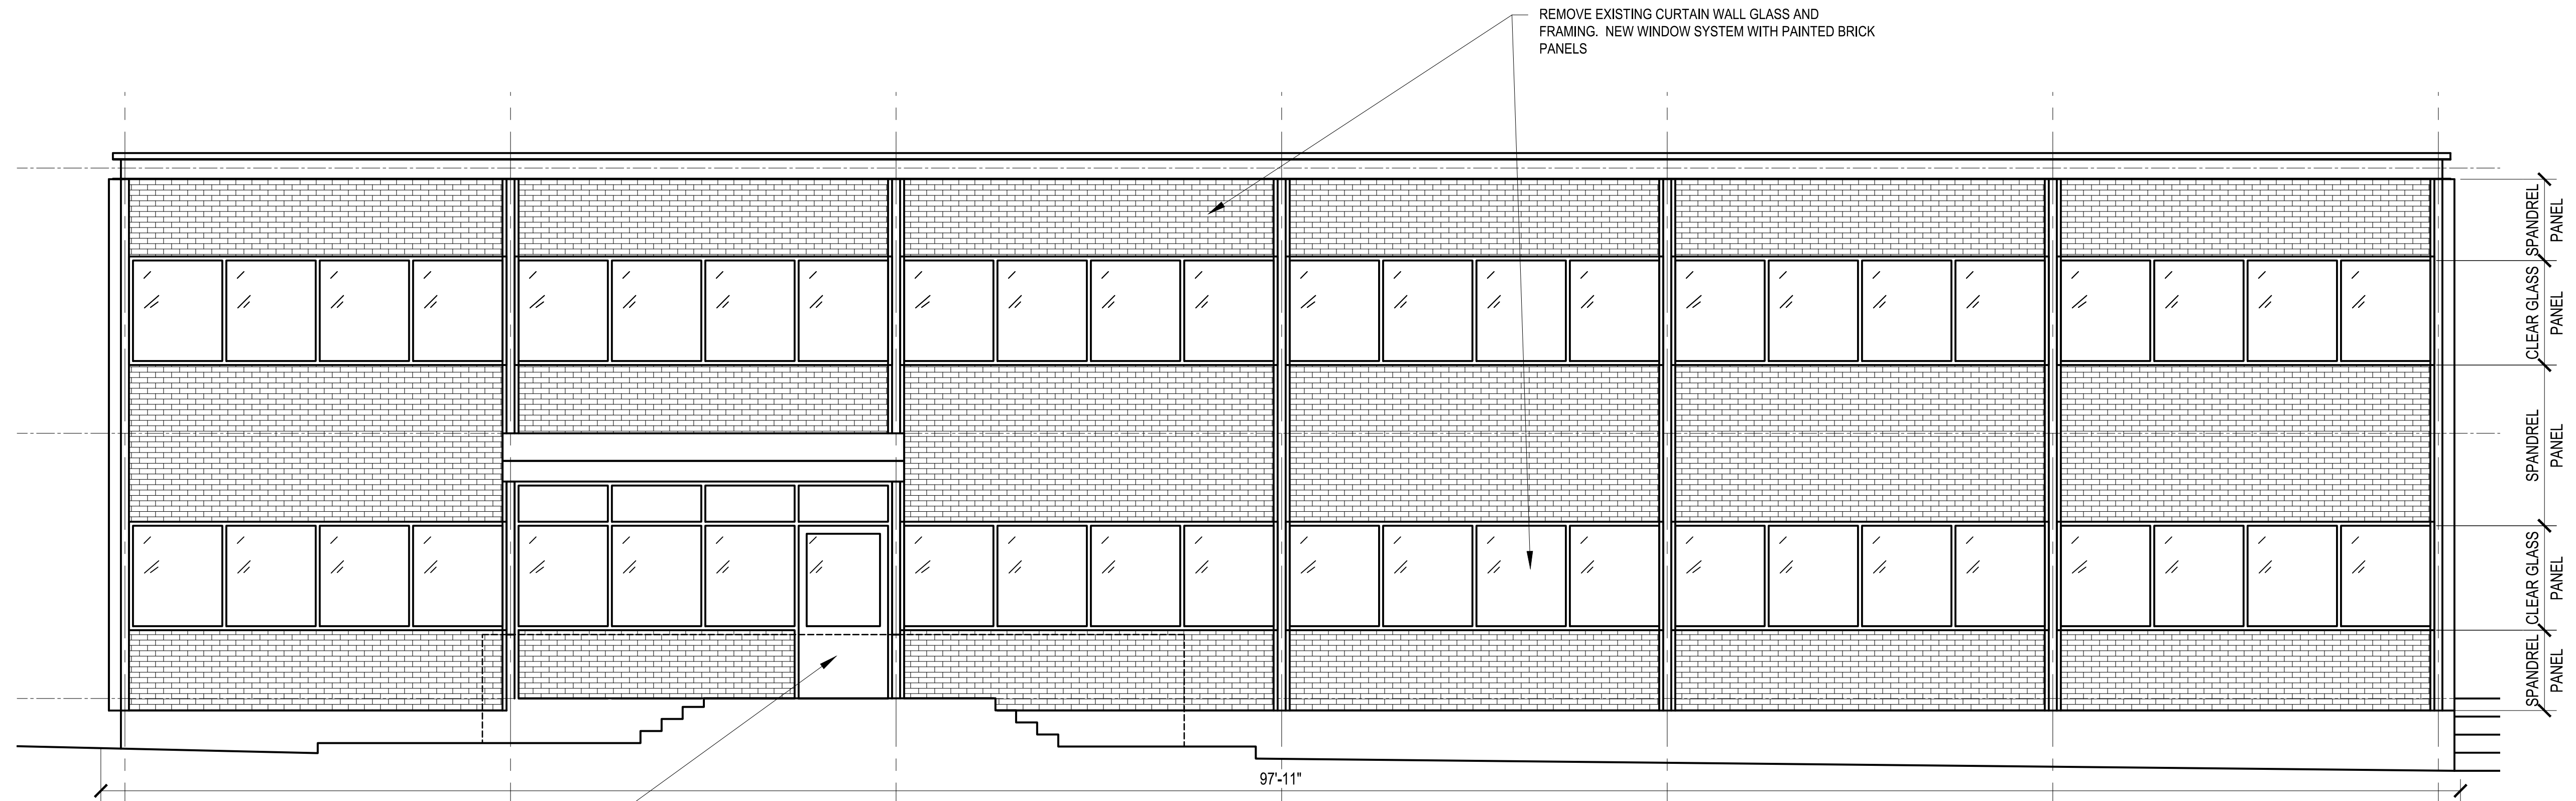 REMOVE EXISTING CURTAIN WALL GLASS AND
FRAMING.  NEW WINDOW SYSTEM WITH PAINTED BRICK
PANELS
SPANDREL
PANEL
CLEAR GLASS
PANEL
SPANDREL
PANEL
CLEAR GLASS
PANEL
SPANDREL
PANEL
97'-11"